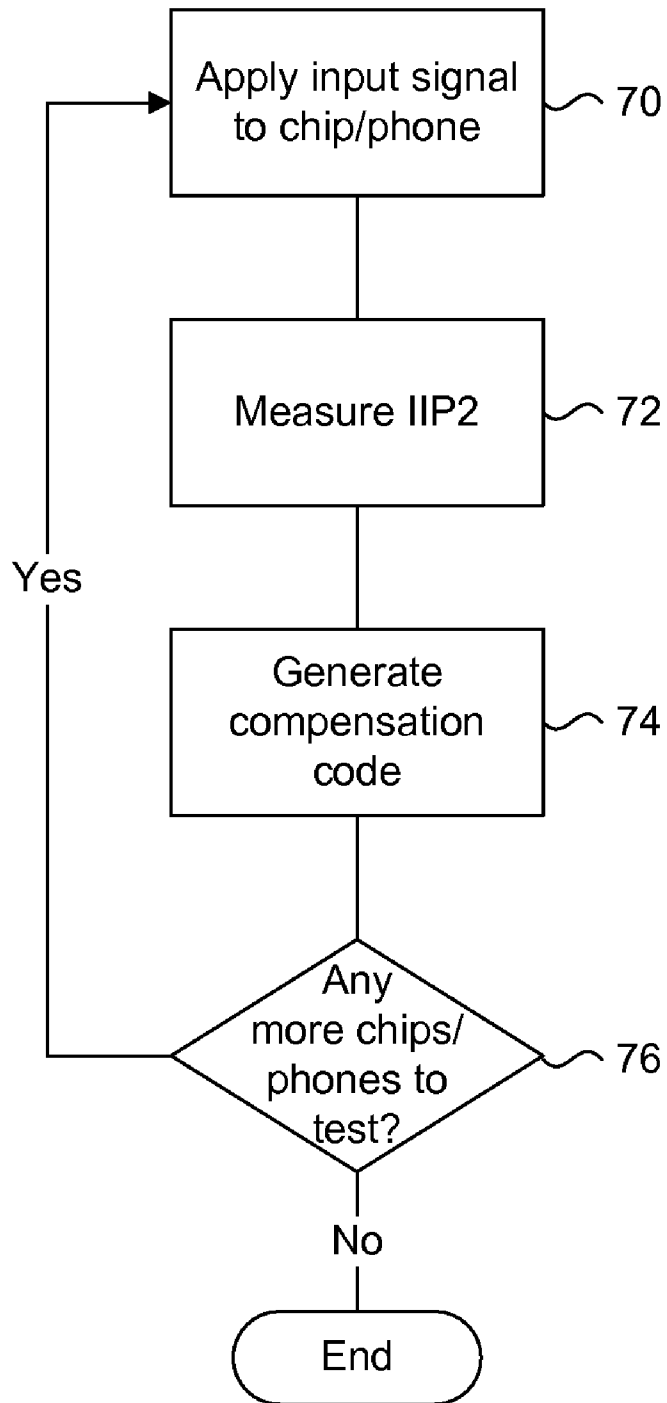 Apply input signal
to chip/phone
70
Measure IIP2
72
Generate
compensation
code
74
Yes
Any
more chips/
phones to
test?
76
No
End